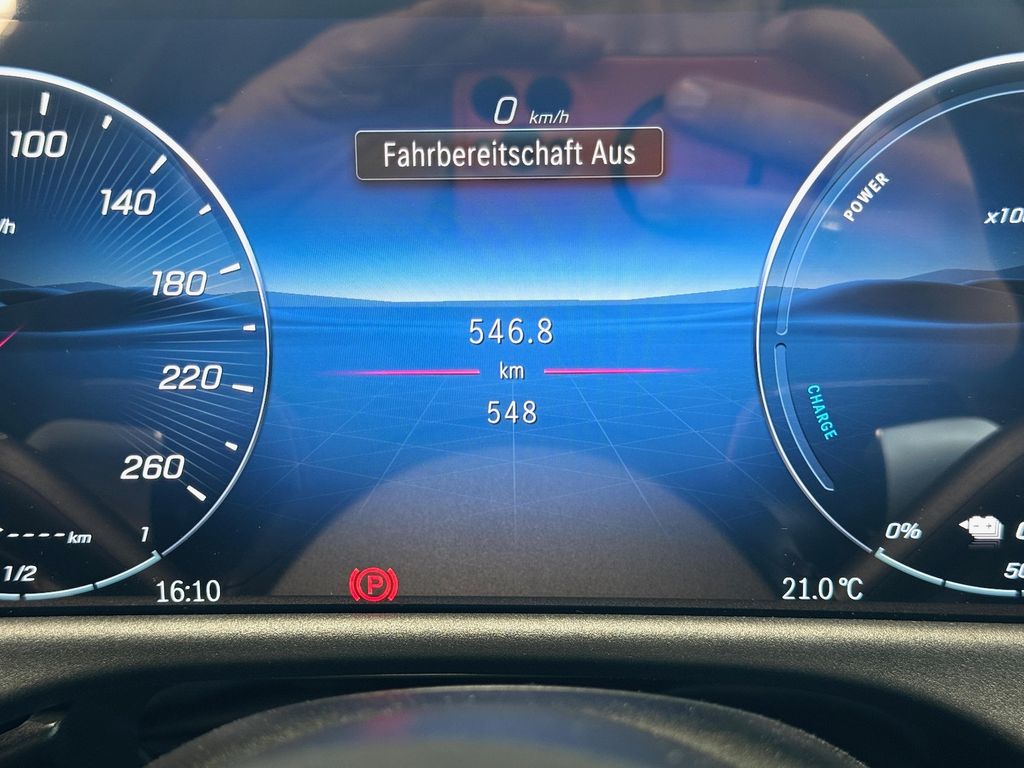 0 km/h
Fahrbereitschaft Aus
100
140
180
220
260
546.8
km
548
POWER
CHARGE
----- km
1
1/2
16:10
P
0%
21.0 °C